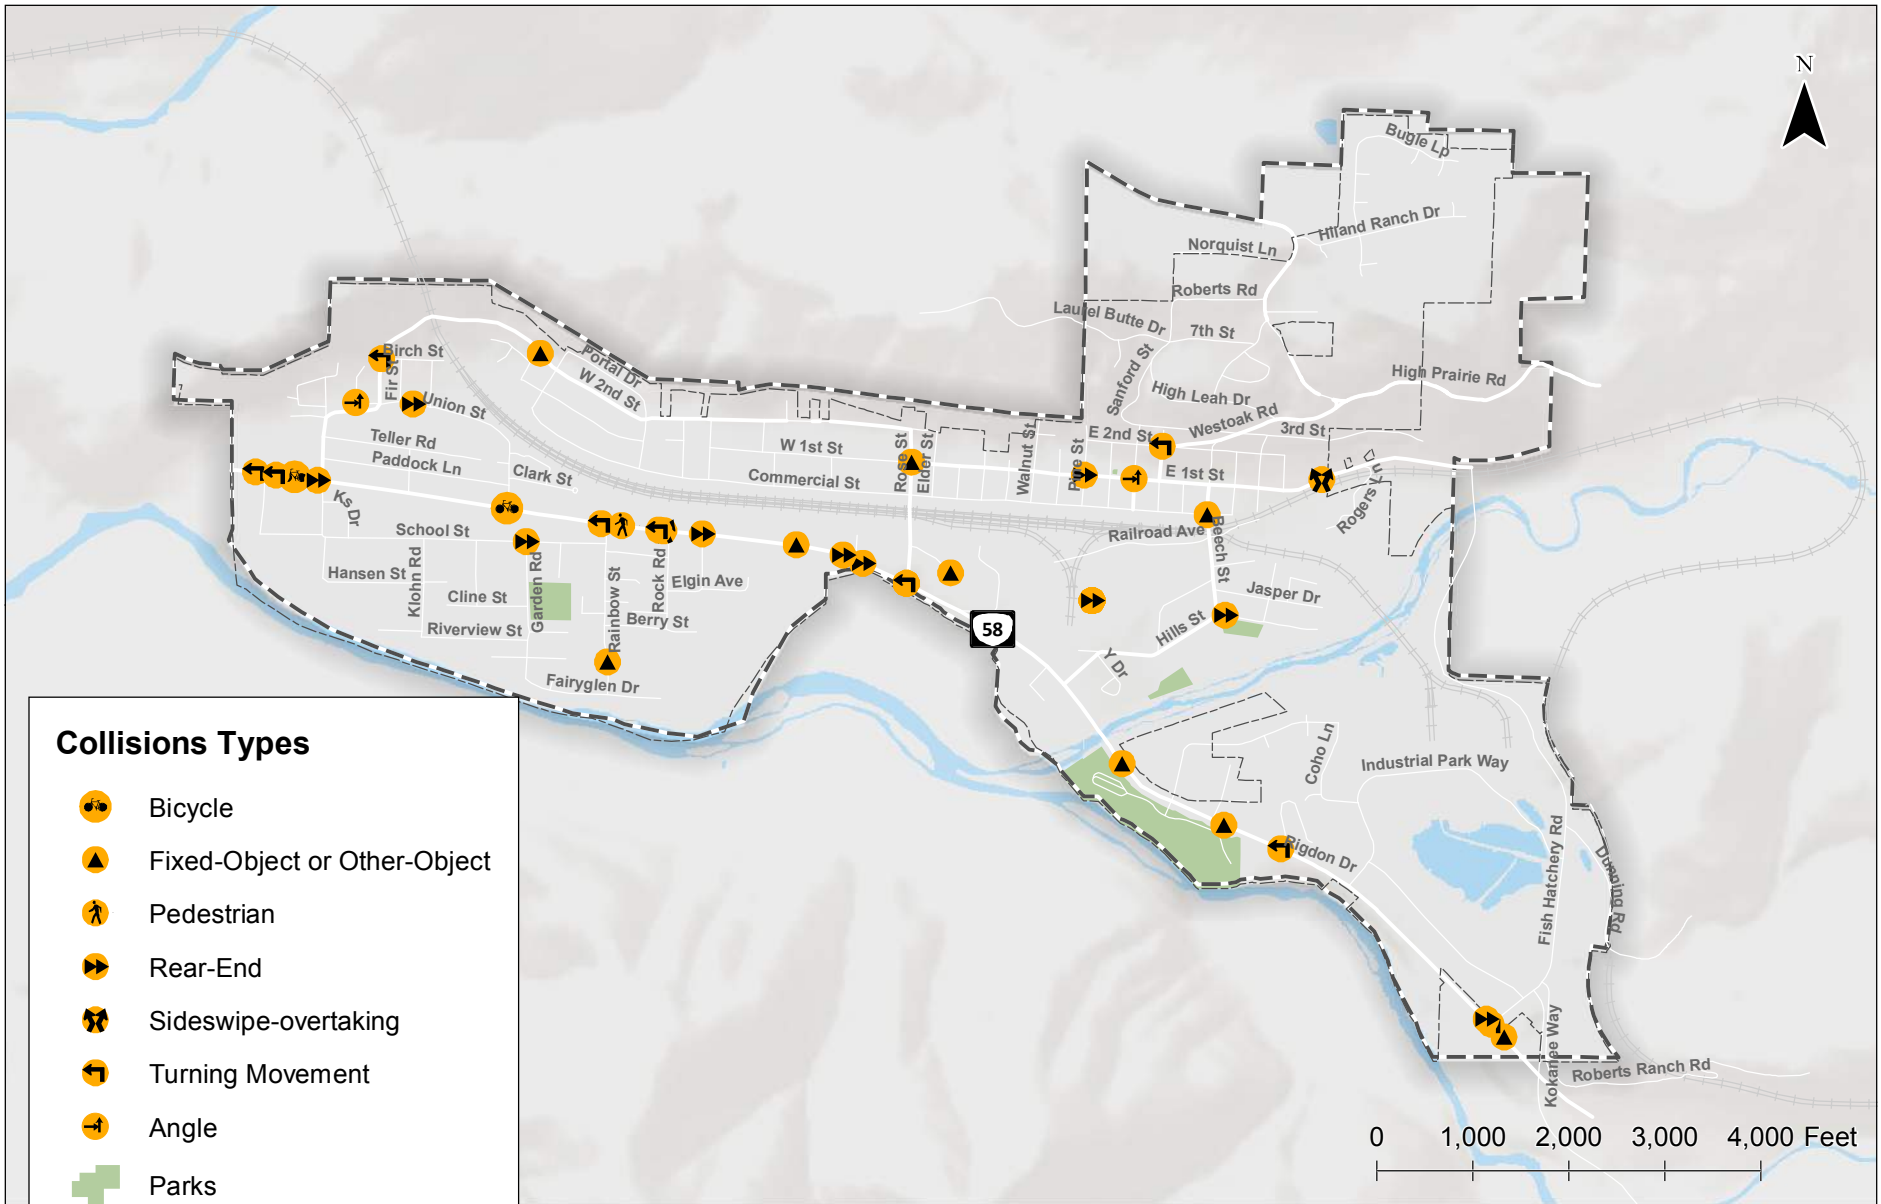 N
Bugle Lp
Hiland Ranch Dr
Norquist Ln
Roberts Rd
Laurel Butte Dr
7th St
Sanford St
High Prairie Rd
High Leah Dr
Westoak Rd
3rd St
E 2nd St
E 1st St
Birch St
Fir St
Union St
Portal Dr
W 2nd St
Teller Rd
Paddock Ln
Clark St
W 1st St
Commercial St
Rose St
Elder St
Walnut St
Pine St
Rogers Ln
Ks Dr
School St
Railroad Ave
Beech St
Hansen St
Klohn Rd
Cline St
Garden Rd
Riverview St
Rainbow St
Rock Rd
Elgin Ave
Berry St
Fairyglen Dr
58
Jasper Dr
Hills St
Y Dr
Coho Ln
Industrial Park Way
Rigdon Dr
Fish Hatchery Rd
Dunning Rd
Kokanee Way
Roberts Ranch Rd
Collisions Types
Bicycle
Fixed-Object or Other-Object
Pedestrian
Rear-End
Sideswipe-overtaking
Turning Movement
Angle
Parks
0 1,000 2,000 3,000 4,000 Feet